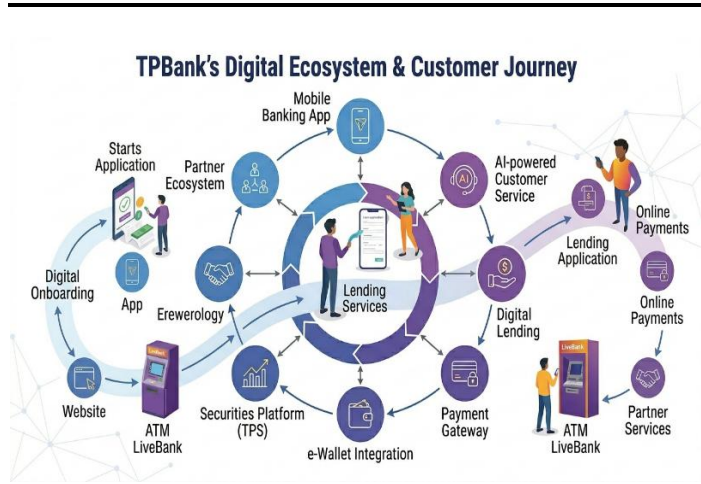 TPBank's Digital Ecosystem & Customer Journey
Mobile
Banking App
Starts
Application
Partner
Ecosystem
AI-powered
Customer
Service
AI
Online
Payments
Lending
Application
Digital
Onboarding
App
Erewerology
Lending
Services
Digital
Lending
Online
Payments
LiveBank
LiveBank
Website
ATM
LiveBank
Securities Platform
(TPS)
e-Wallet Integration
Payment
Gateway
ATM
LiveBank
Partner
Services